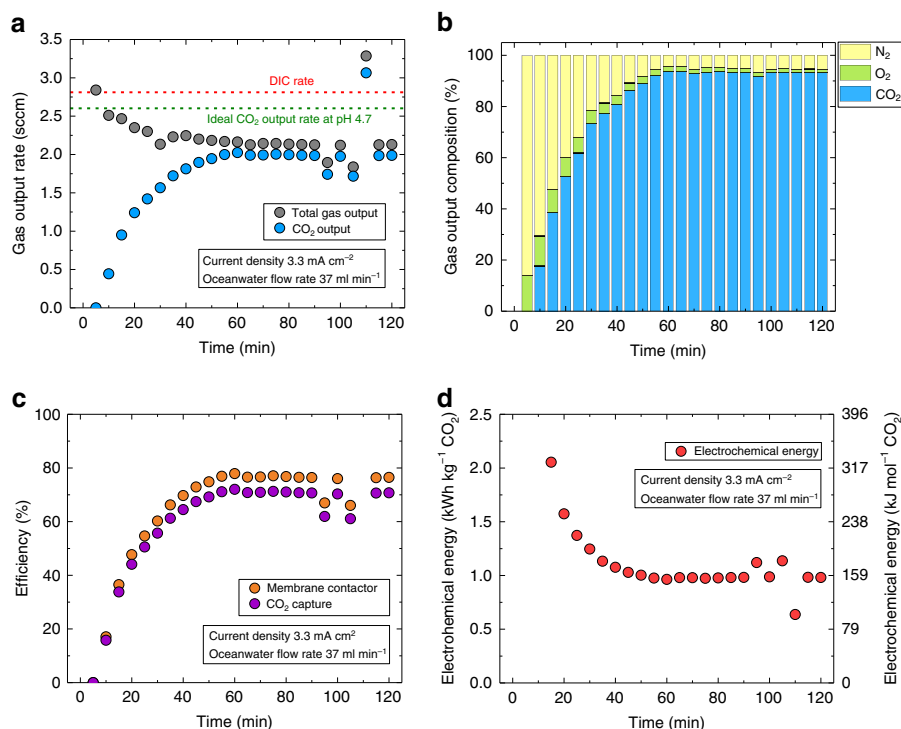 a
Gas output rate (sccm)
3.5
3.0
2.5
2.0
1.5
1.0
0.5
0.0
DIC rate
Ideal CO₂ output rate at pH 4.7
Total gas output
CO₂ output
Current density 3.3 mA cm⁻²
Oceanwater flow rate 37 ml min⁻¹
0 20 40 60 80 100 120
Time (min)
b
Gas output composition (%)
100
80
60
40
20
0
N₂
O₂
CO₂
0 20 40 60 80 100 120
Time (min)
c
Efficiency (%)
100
80
60
40
20
0
Membrane contactor
CO₂ capture
Current density 3.3 mA cm²
Oceanwater flow rate 37 ml min⁻¹
0 20 40 60 80 100 120
Time (min)
d
Electrochemical energy (kWh kg⁻¹ CO₂)
2.5
2.0
1.5
1.0
0.5
0.0
Electrochemical energy
Current density 3.3 mA cm⁻²
Oceanwater flow rate 37 ml min⁻¹
396
317
238
159
79
0
Electrohemical energy (kJ mol⁻¹ CO₂)
0 20 40 60 80 100 120
Time (min)